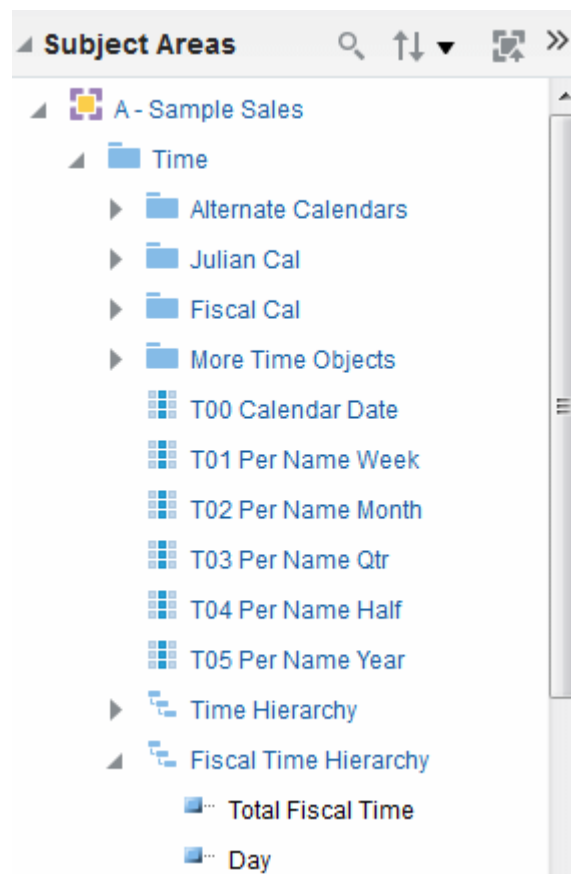 Subject Areas
A - Sample Sales
Time
Alternate Calendars
Julian Cal
Fiscal Cal
More Time Objects
T00 Calendar Date
T01 Per Name Week
T02 Per Name Month
T03 Per Name Qtr
T04 Per Name Half
T05 Per Name Year
Time Hierarchy
Fiscal Time Hierarchy
Total Fiscal Time
Day